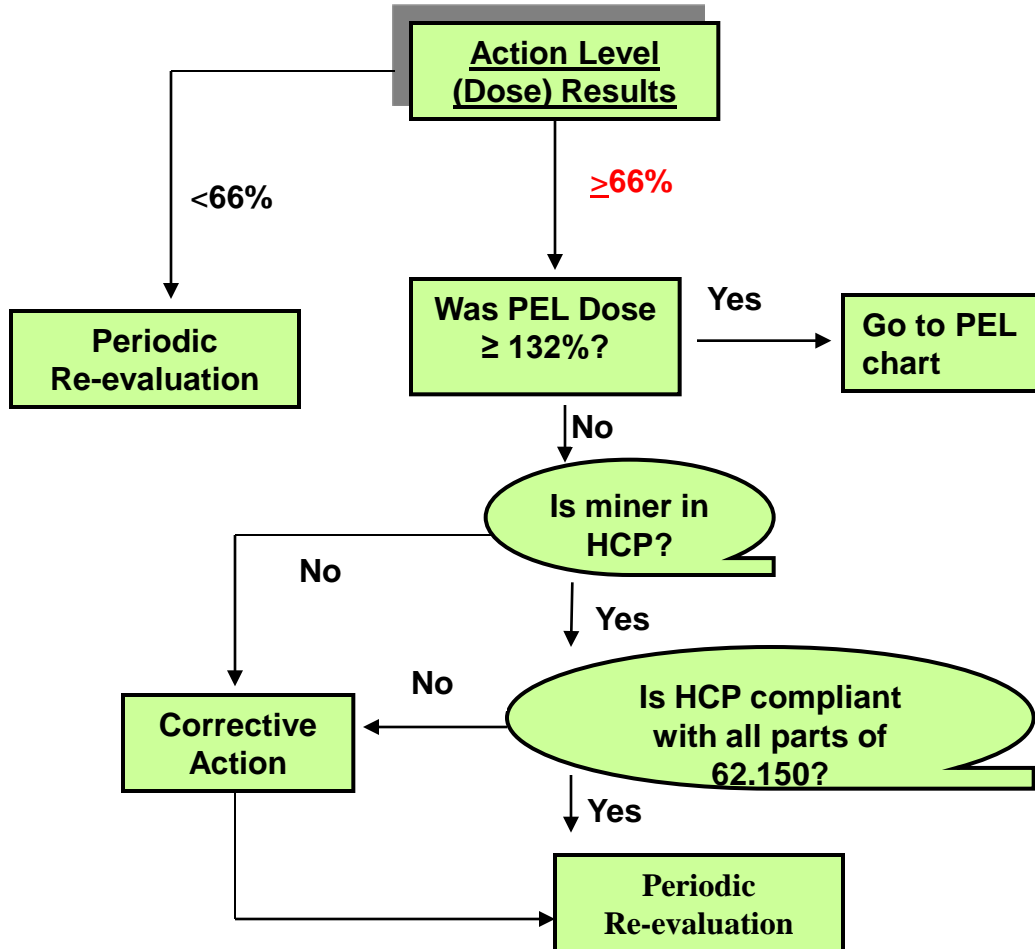 Action Level
(Dose) Results
<66%
≥66%
Was PEL Dose
≥ 132%?
Yes
Go to PEL
chart
Periodic
Re-evaluation
No
Is miner in
HCP?
No
Yes
No
Is HCP compliant
with all parts of
62.150?
Corrective
Action
Yes
Periodic
Re-evaluation